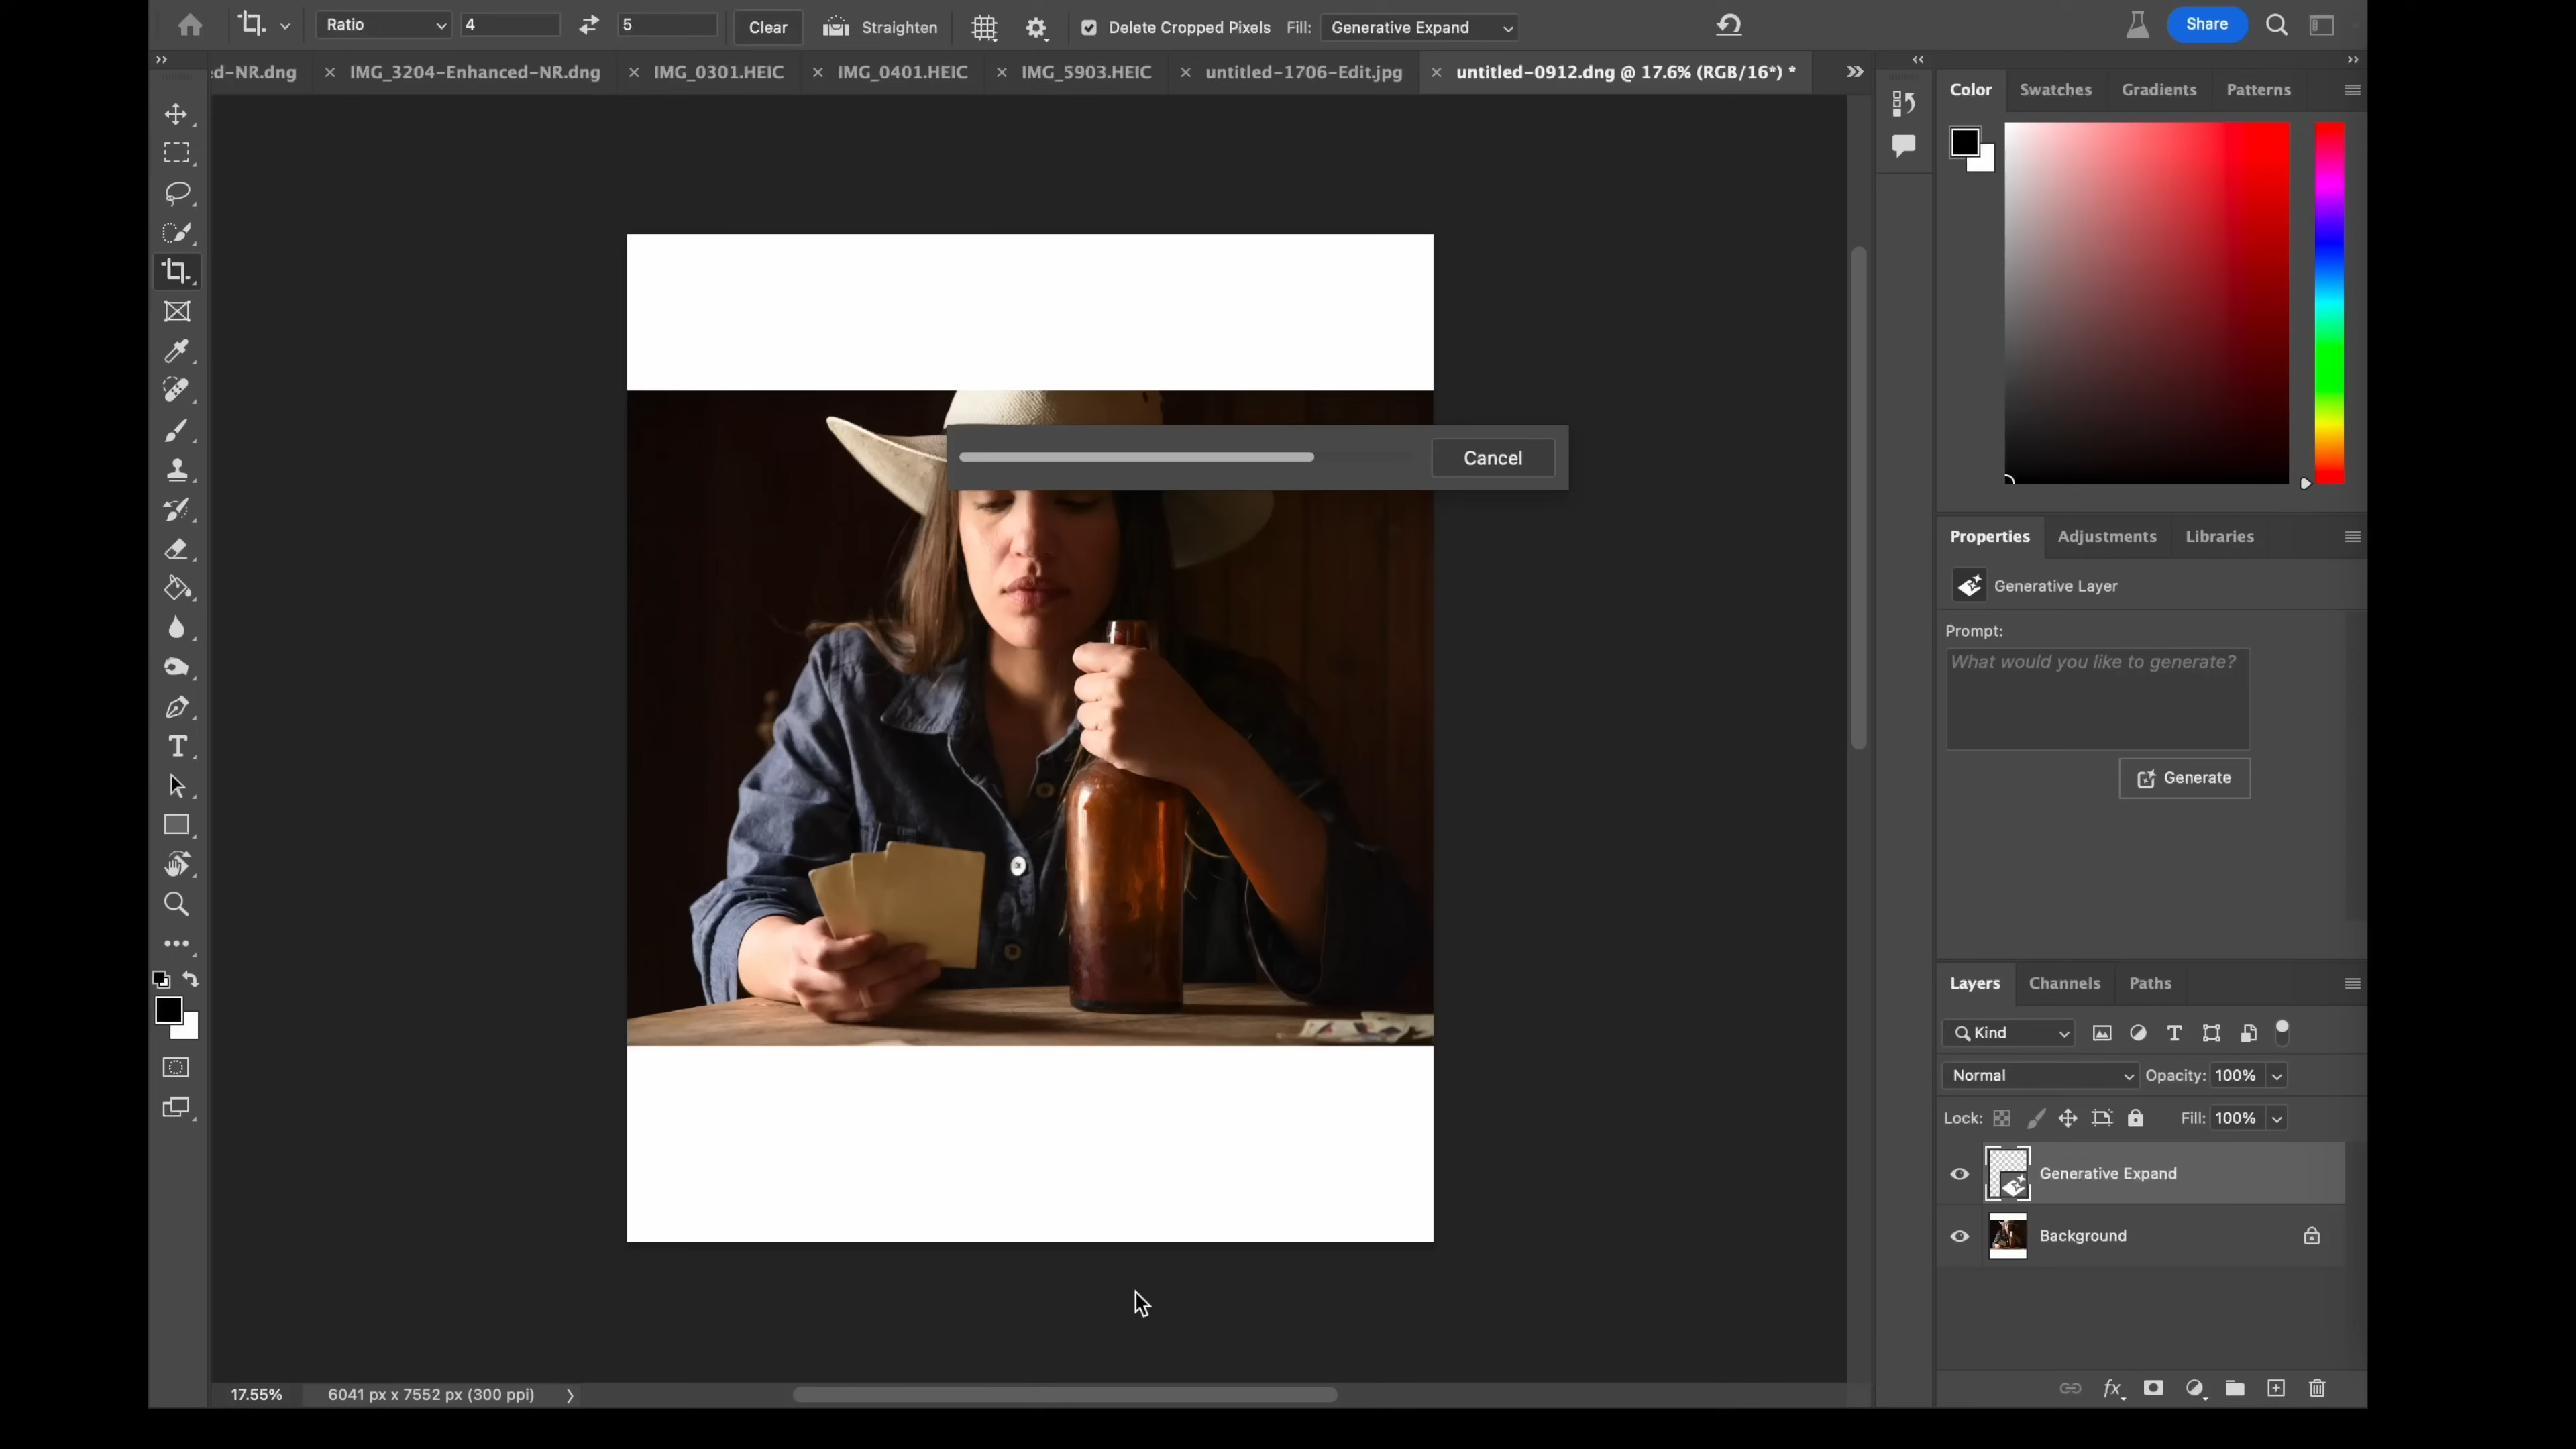 Ratio 4 5 Clear Straighten Delete Cropped Pixels Fill: Generative Expand Share
d-NR.dng IMG_3204-Enhanced-NR.dng IMG_0301.HEIC IMG_0401.HEIC IMG_5903.HEIC untitled-1706-Edit.jpg untitled-0912.dng @ 17.6% (RGB/16*) *
Color Swatches Gradients Patterns
Cancel
Properties Adjustments Libraries
Generative Layer
Prompt:
What would you like to generate?
Generate
Layers Channels Paths
Kind
Normal Opacity: 100%
Lock: Fill: 100%
Generative Expand
Background
17.55% 6041 px x 7552 px (300 ppi)